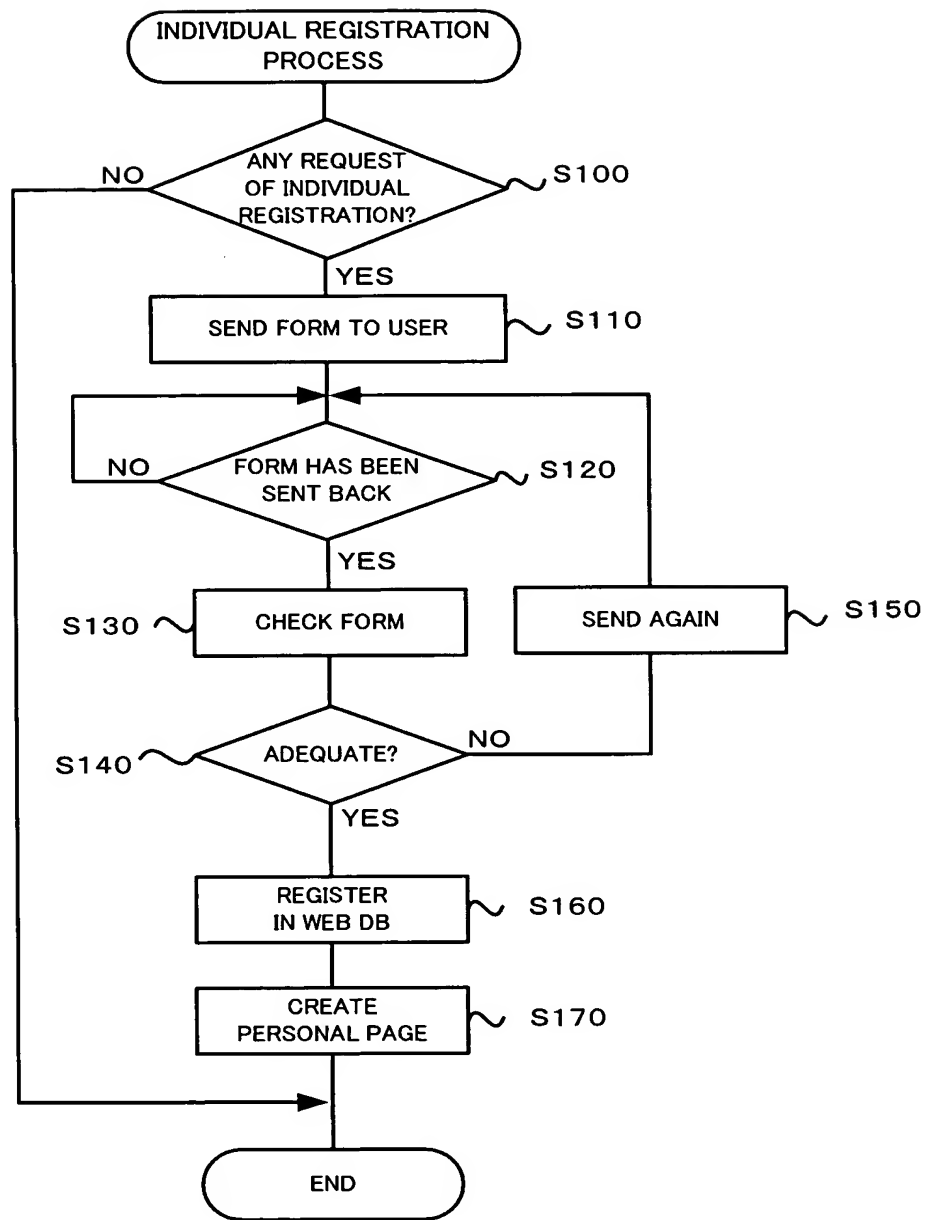 INDIVIDUAL REGISTRATION
PROCESS
ANY REQUEST
OF INDIVIDUAL
REGISTRATION?
NO
S100
YES
SEND FORM TO USER
S110
FORM HAS BEEN
SENT BACK
NO
S120
YES
S130
CHECK FORM
SEND AGAIN
S150
S140
ADEQUATE?
NO
YES
REGISTER
IN WEB DB
S160
CREATE
PERSONAL PAGE
S170
END